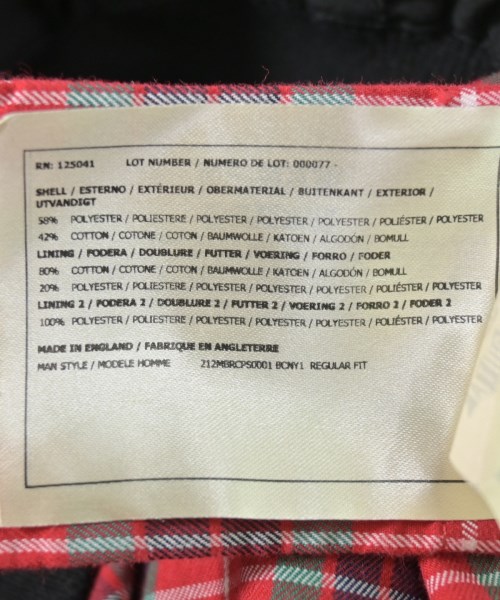 RN: 125041 LOT NUMBER / NUMERO DE LOT: 000077 -
SHELL / ESTERNO / EXTÉRIEUR / OBERMATERIAL / BUITENKANT / EXTERIOR /
UTVANDIGT
58% POLYESTER / POLIESTERE / POLYESTER / POLYESTER / POLYESTER / POLIÉSTER / POLYESTER
42% COTTON / COTONE / COTON / BAUMWOLLE / KATOEN / ALGODÓN / BOMULL
LINING / FODERA / DOUBLURE / FUTTER / VOERING / FORRO / FODER
80% COTTON / COTONE / COTON / BAUMWOLLE / KATOEN / ALGODÓN / BOMULL
20% POLYESTER / POLIESTERE / POLYESTER / POLYESTER / POLYESTER / POLIÉSTER / POLYESTER
LINING 2 / FODERA 2 / DOUBLURE 2 / FUTTER 2 / VOERING 2 / FORRO 2 / FODER 2
100% POLYESTER / POLIESTERE / POLYESTER / POLYESTER / POLYESTER / POLIÉSTER / POLYESTER
MADE IN ENGLAND / FABRIQUE EN ANGLETERRE
MAN STYLE / MODELE HOMME 212MBRCPS0001 BCNY1 REGULAR FIT